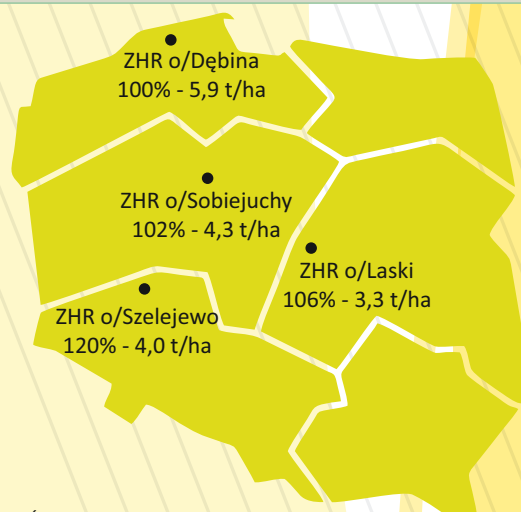 ZHR o/Dębina
100% - 5,9 t/ha
ZHR o/Sobiejuchy
102% - 4,3 t/ha
ZHR o/Laski
106% - 3,3 t/ha
ZHR o/Szelejewo
120% - 4,0 t/ha